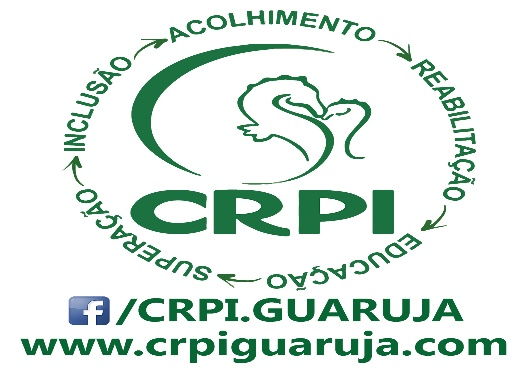 ACOLHIMENTO
REABILITAÇÃO
EDUCAÇÃO
SUPERAÇÃO
INCLUSÃO
CRPI
f /CRPI.GUARUJA
www.crpiguaruja.com